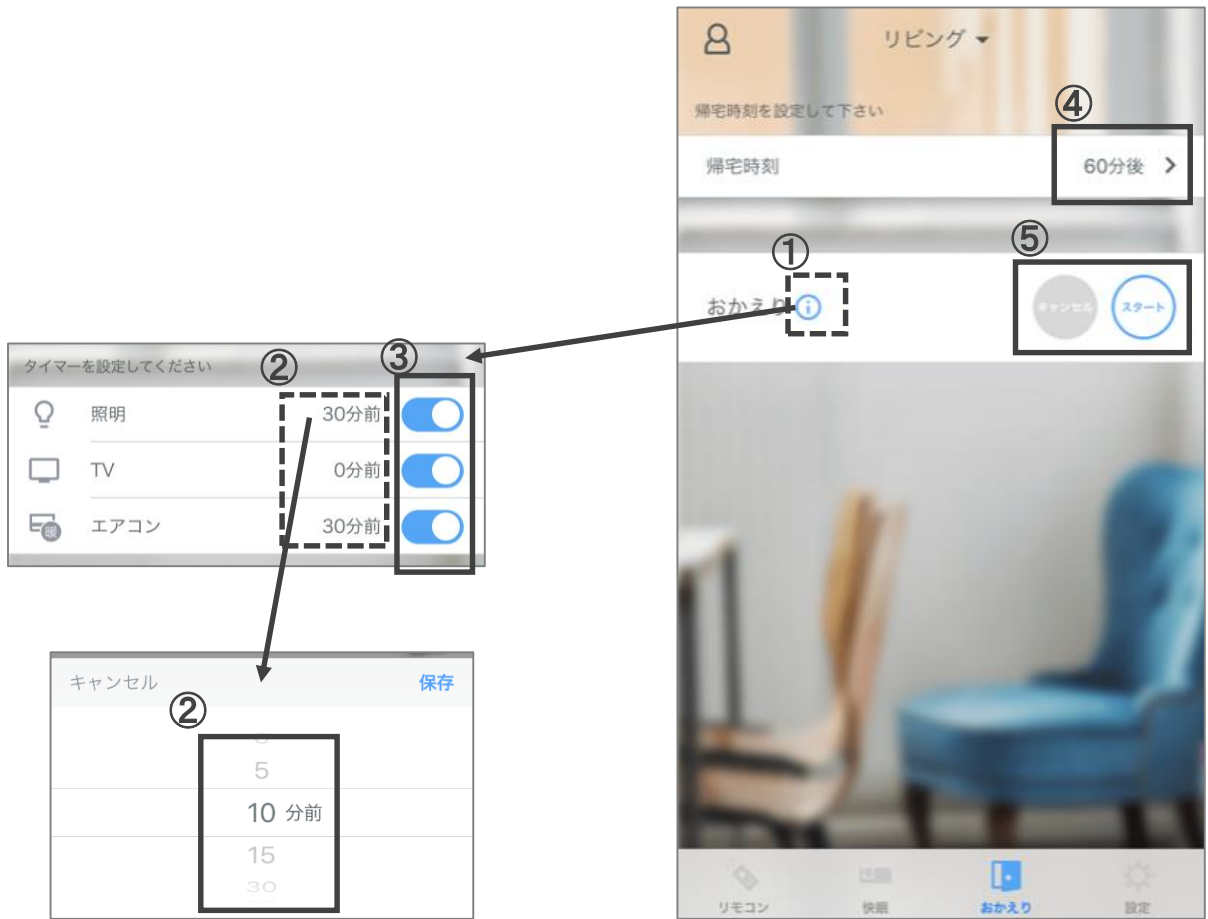 リビング
帰宅時刻を設定して下さい
④
帰宅時刻
60分後
①
⑤
おかえり
キャンセル
スタート
タイマーを設定してください
②
③
照明
30分前
TV
0分前
エアコン
30分前
暖
キャンセル
保存
②
5
10 分前
15
30
リモコン
快眠
おかえり
設定